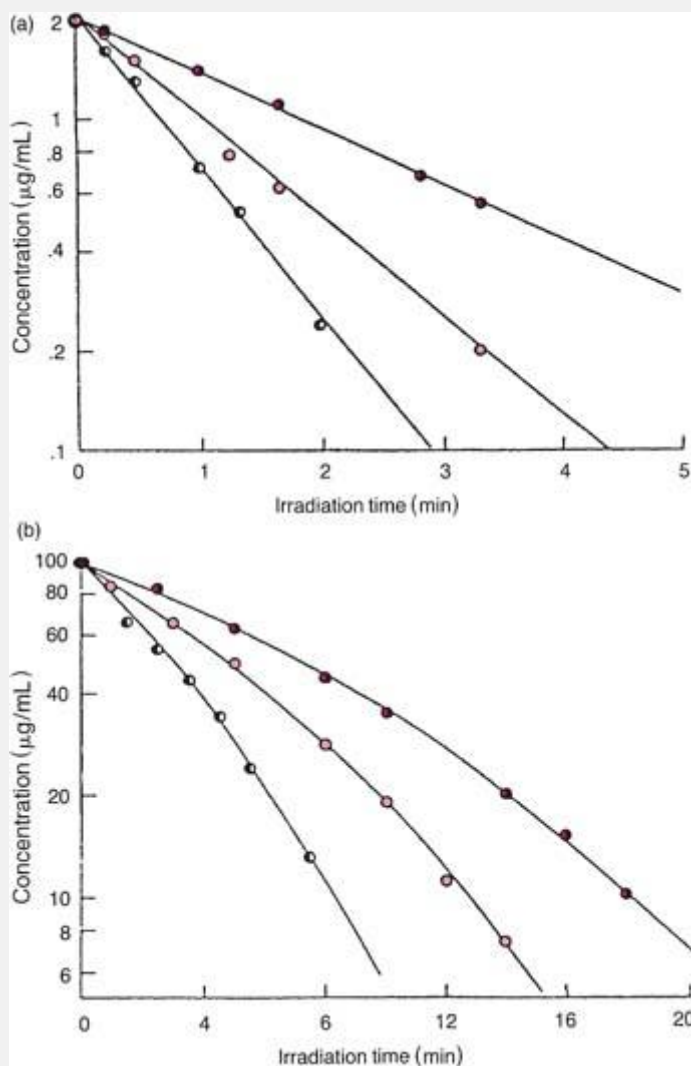 (a)
2
1
.8
.6
.4
.2
.1
Concentration (µg/mL)
0 1 2 3 4 5
Irradiation time (min)
(b)
100
80
60
40
20
10
8
6
Concentration (µg/mL)
0 4 6 12 16 20
Irradiation time (min)